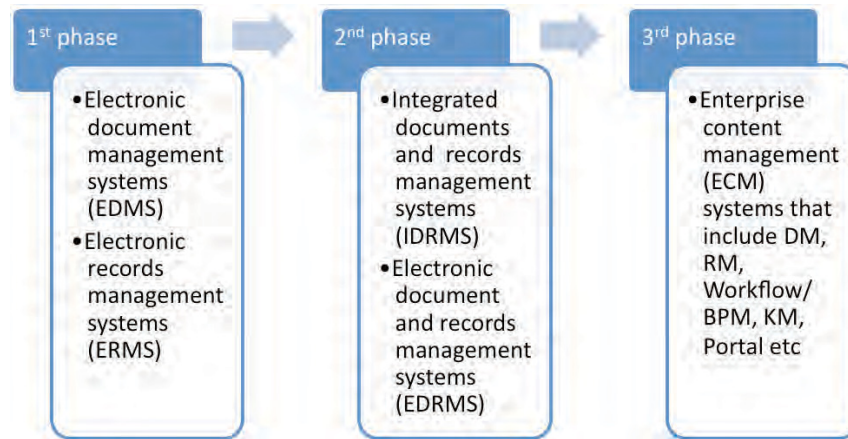 1st phase
•Electronic
document
management
systems
(EDMS)
•Electronic
records
management
systems
(ERMS)
2nd phase
•Integrated
documents
and records
management
systems
(IDRMS)
•Electronic
document
and records
management
systems
(EDRMS)
3rd phase
•Enterprise
content
management
(ECM)
systems that
include DM,
RM,
Workflow/
BPM, KM,
Portal etc